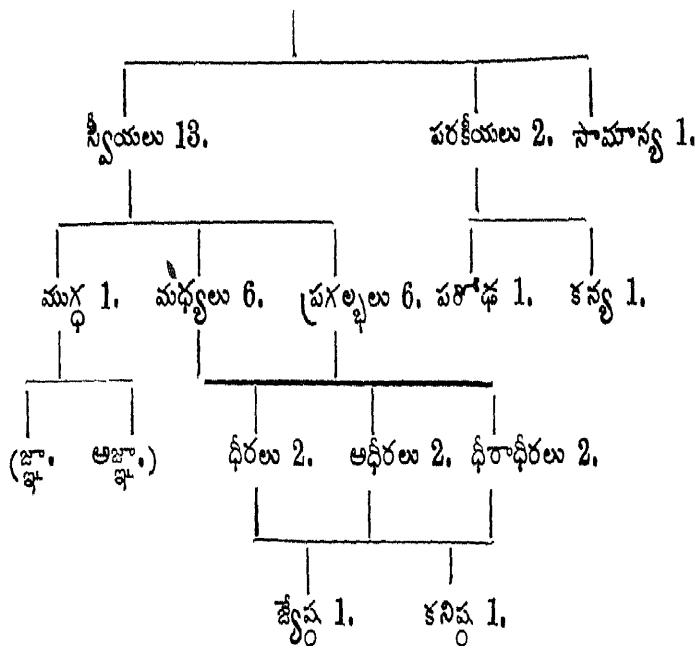 స్వీయలు 13. పరకీయలు 2. సామాన్య 1.
ముగ్ధ 1. మధ్యలు 6. ప్రగల్భలు 6. పరోఢ 1. కన్య 1.
(జ్ఞా. అజ్ఞా.) ధీరలు 2. అధీరలు 2. ధీరాధీరలు 2.
జ్యేష్ఠ 1. కనిష్ఠ 1.